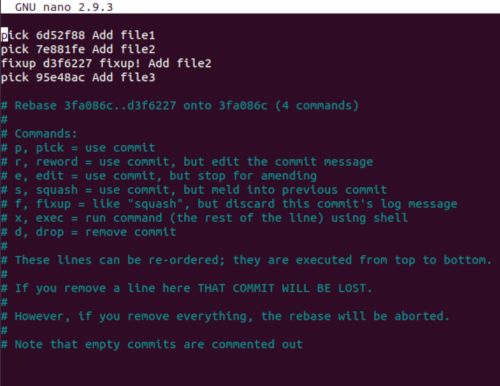 GNU nano 2.9.3
pick 6d52f88 Add file1
pick 7e881fe Add file2
fixup d3f6227 fixup! Add file2
pick 95e48ac Add file3
# Rebase 3fa086c..d3f6227 onto 3fa086c (4 commands)
#
# Commands:
# p, pick = use commit
# r, reword = use commit, but edit the commit message
# e, edit = use commit, but stop for amending
# s, squash = use commit, but meld into previous commit
# f, fixup = like "squash", but discard this commit's log message
# x, exec = run command (the rest of the line) using shell
# d, drop = remove commit
#
# These lines can be re-ordered; they are executed from top to bottom.
#
# If you remove a line here THAT COMMIT WILL BE LOST.
#
# However, if you remove everything, the rebase will be aborted.
#
# Note that empty commits are commented out